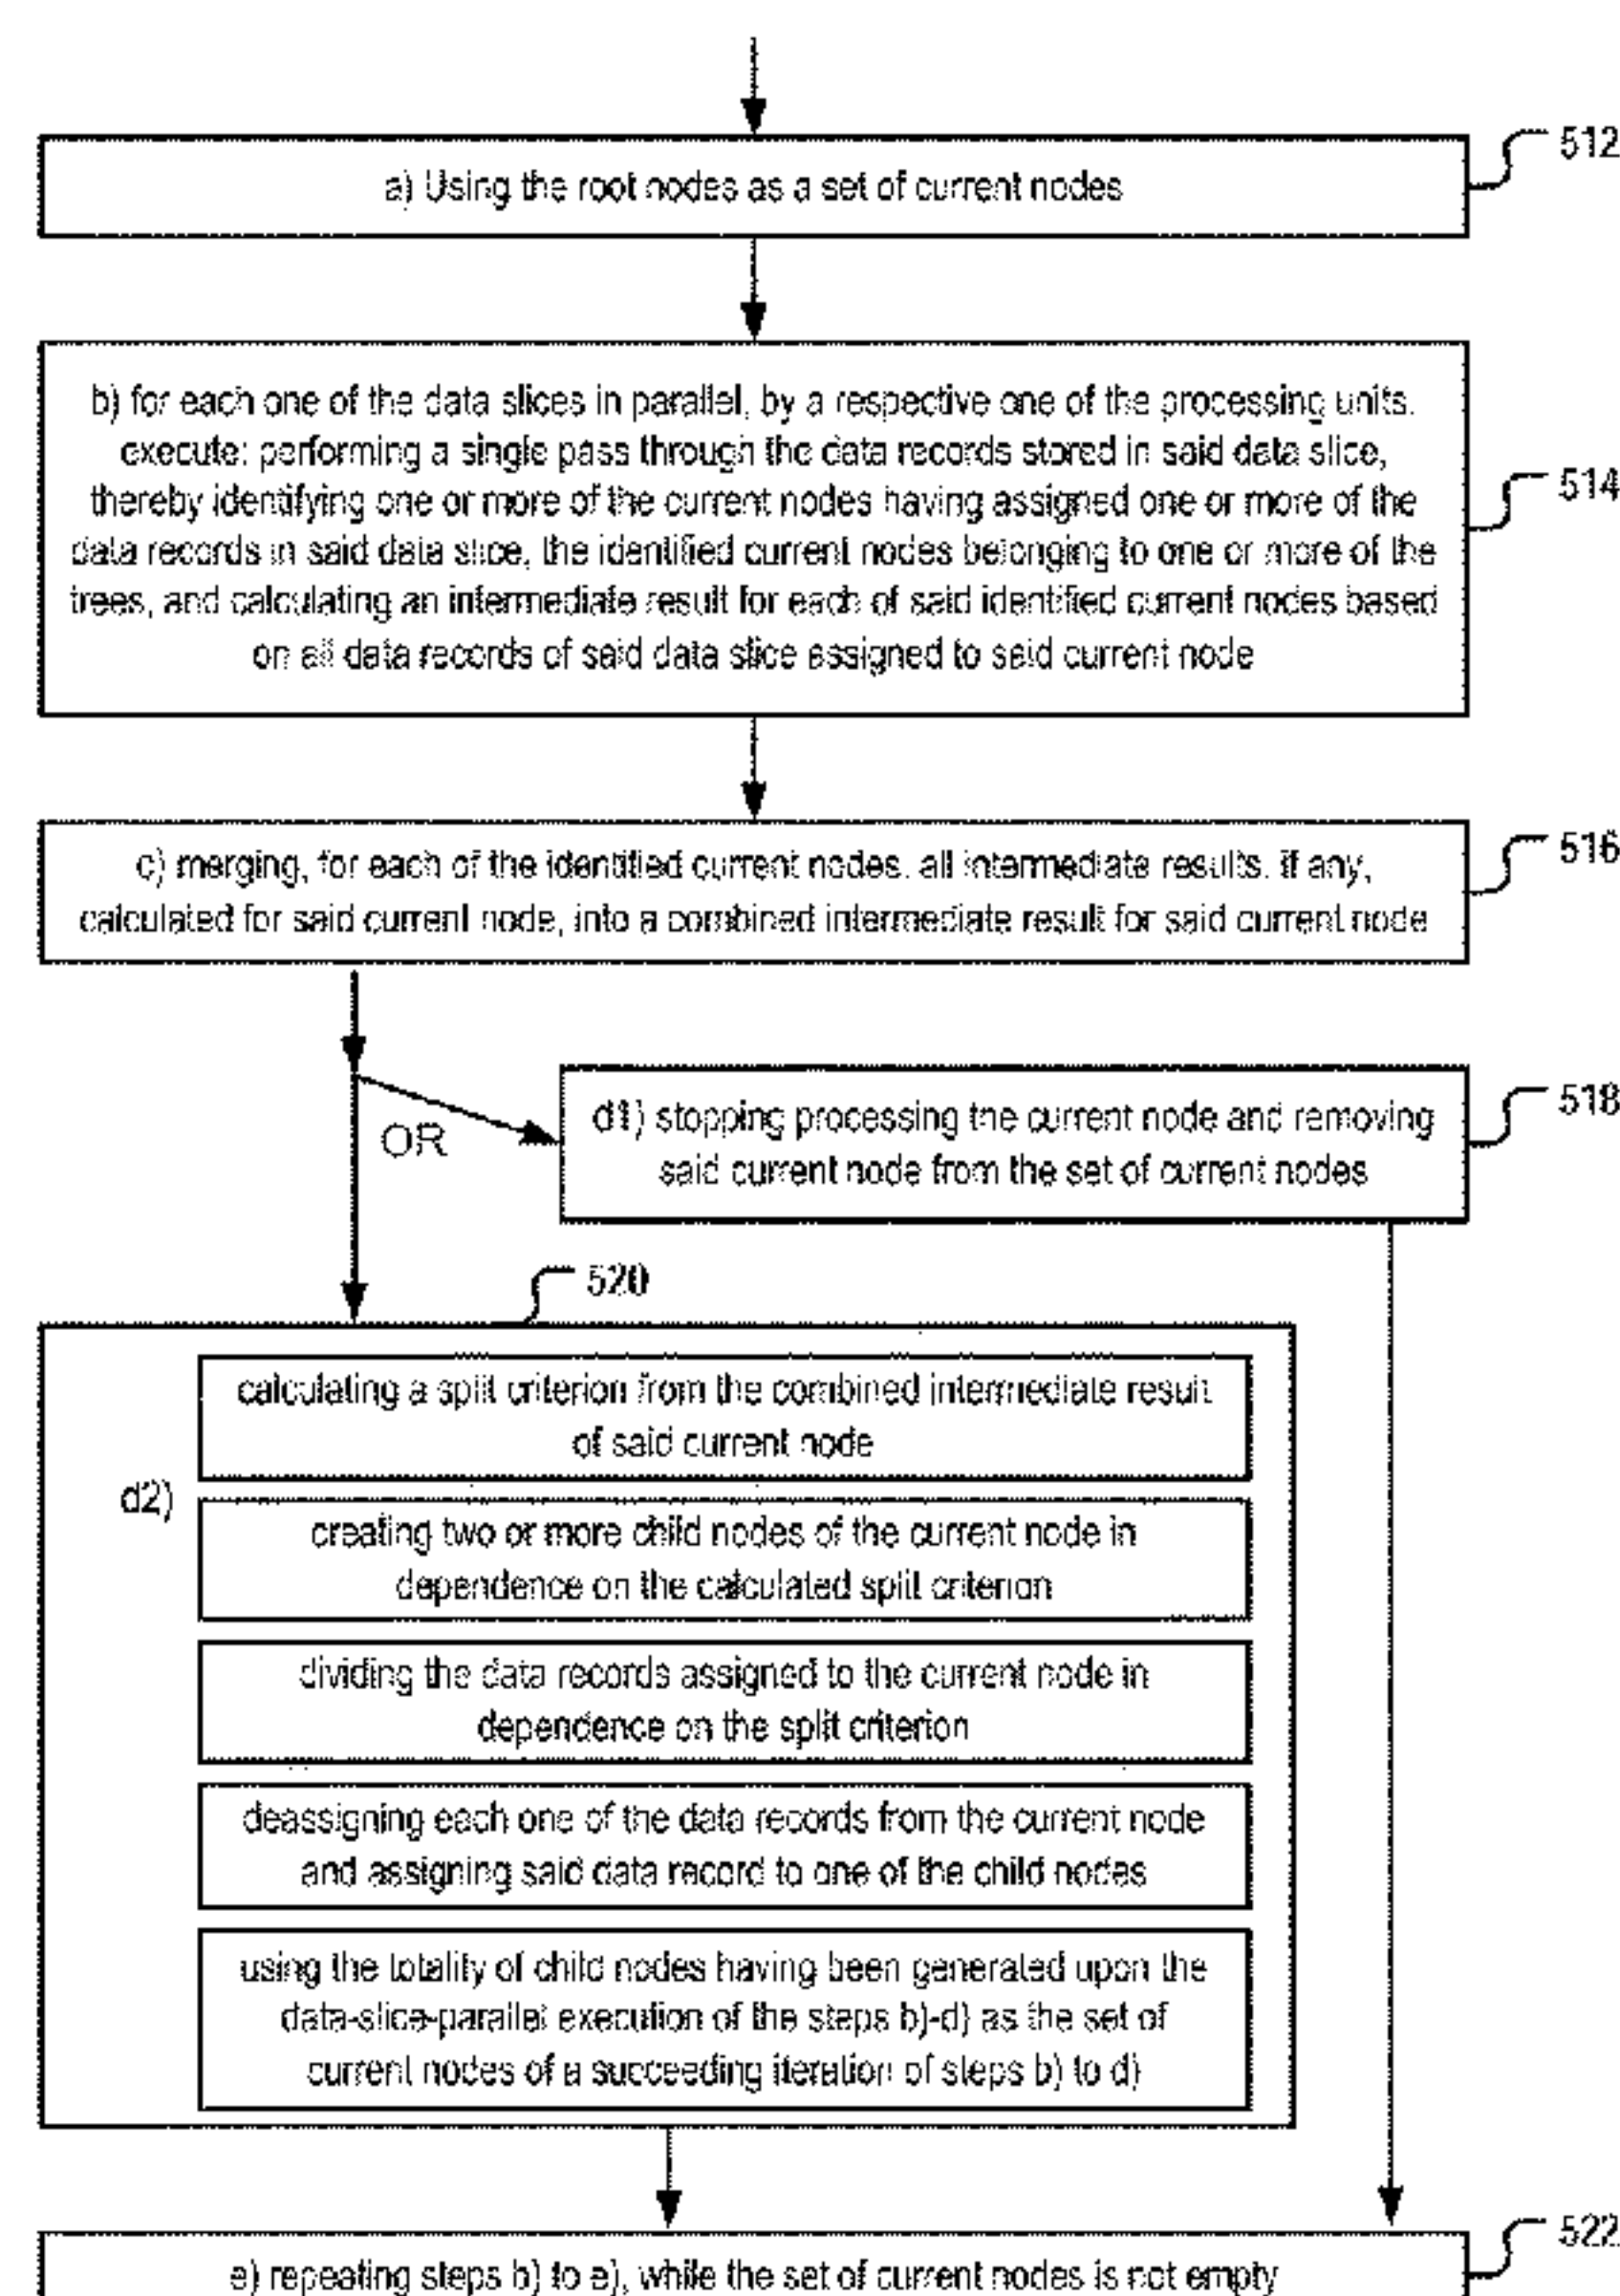 512
a) Using the root nodes as a set of current nodes
b) for each one of the data slices in parallel, by a respective one of the processing units.
execute: performing a single pass through the data records stored in said data slice,
thereby identifying one or more of the current nodes having assigned one or more of the
data records in said data slice, the identified current nodes belonging to one or more of the
trees, and calculating an intermediate result for each of said identified current nodes based
on all data records of said data slice assigned to said current node
514
c) merging, for each of the identified current nodes, all intermediate results, if any,
calculated for said current node, into a combined intermediate result for said current node
516
OR
d1) stopping processing the current node and removing
said current node from the set of current nodes
518
520
d2)
calculating a split criterion from the combined intermediate result
of said current node
creating two or more child nodes of the current node in
dependence on the calculated split criterion
dividing the data records assigned to the current node in
dependence on the split criterion
deassigning each one of the data records from the current node
and assigning said data record to one of the child nodes
using the totality of child nodes having been generated upon the
data-slice-parallel execution of the steps b)-d) as the set of
current nodes of a succeeding iteration of steps b) to d)
522
e) repeating steps b) to e), while the set of current nodes is not empty